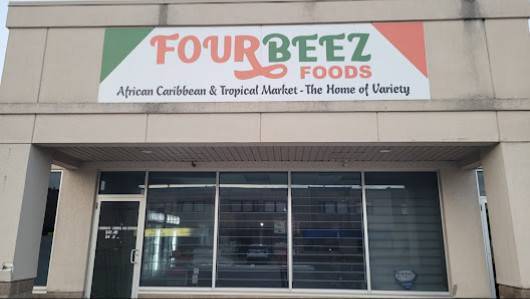 FOURBEEZ
FOODS
African Caribbean & Tropical Market - The Home of Variety